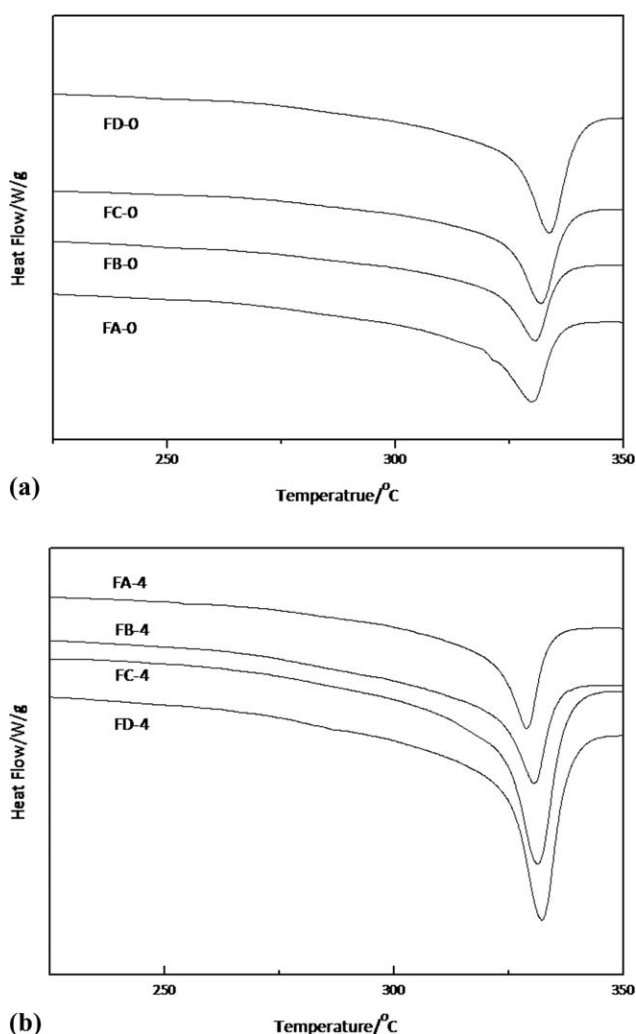 Heat Flow/W/g
FD-0
FC-0
FB-0
FA-0
250
300
350
(a)
Temperatrue/°C
Heat Flow/W/g
FA-4
FB-4
FC-4
FD-4
250
300
350
(b)
Temperature/°C